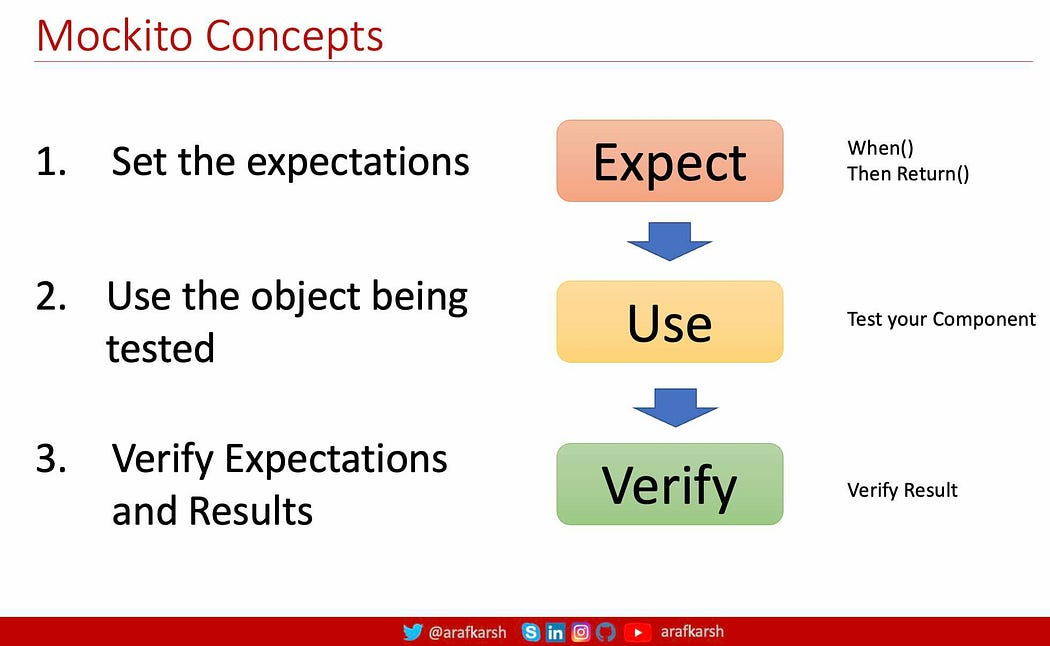 Mockito Concepts
1. Set the expectations
Expect
When()
Then Return()
2. Use the object being
tested
Use
Test your Component
3. Verify Expectations
and Results
Verify
Verify Result
@arafkarsh
arafkarsh